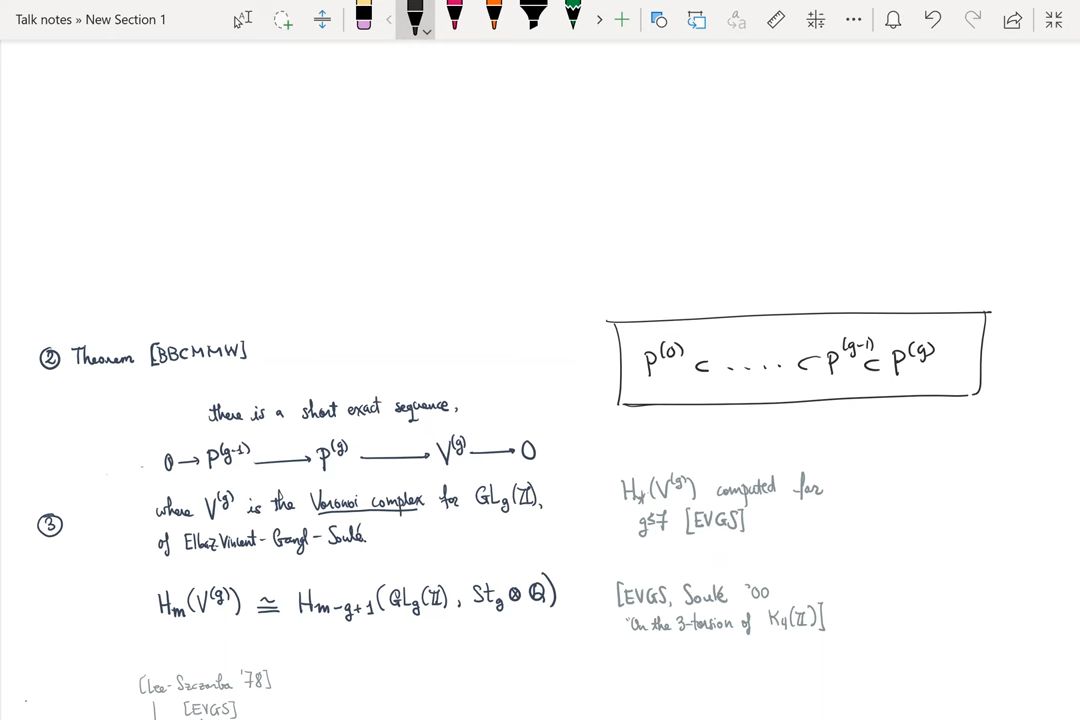 Talk notes » New Section 1
② Theorem [BBCMMW]
P^(0) ⊂ ..... ⊂ P^(g-1) ⊂ P^(g)
there is a short exact sequence,
0 → P^(g-1) → P^(g) → V^(g) → 0
where V^(g) is the Voronoi complex for GL_g(ℤ),
③
of Elbaz-Vincent-Gangl-Soulé.
H_*(V^(g)) computed for
g≤7 [EVGS]
H_m(V^(g)) ≅ H_{m-g+1}(GL_g(ℤ), St_g ⊗ ℚ)
[EVGS, Soulé '00
"On the 3-torsion of K_4(ℤ)]
[Lee-Szczarba '78]
[EVGS]